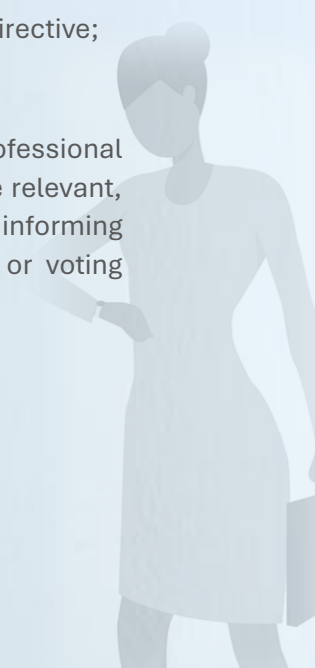 irective;
ofessional
e relevant,
informing
or voting